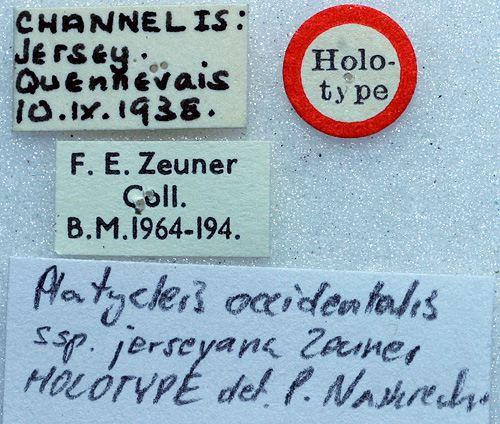 CHANNEL IS:
Jersey.
Quennevais
10.IX.1938.
Holo-
type
F. E. Zeuner
Coll.
B.M.1964-194.
Platycleis occidentalis
ssp. jerseyana Zeuner
HOLOTYPE det. P. Naskrecki